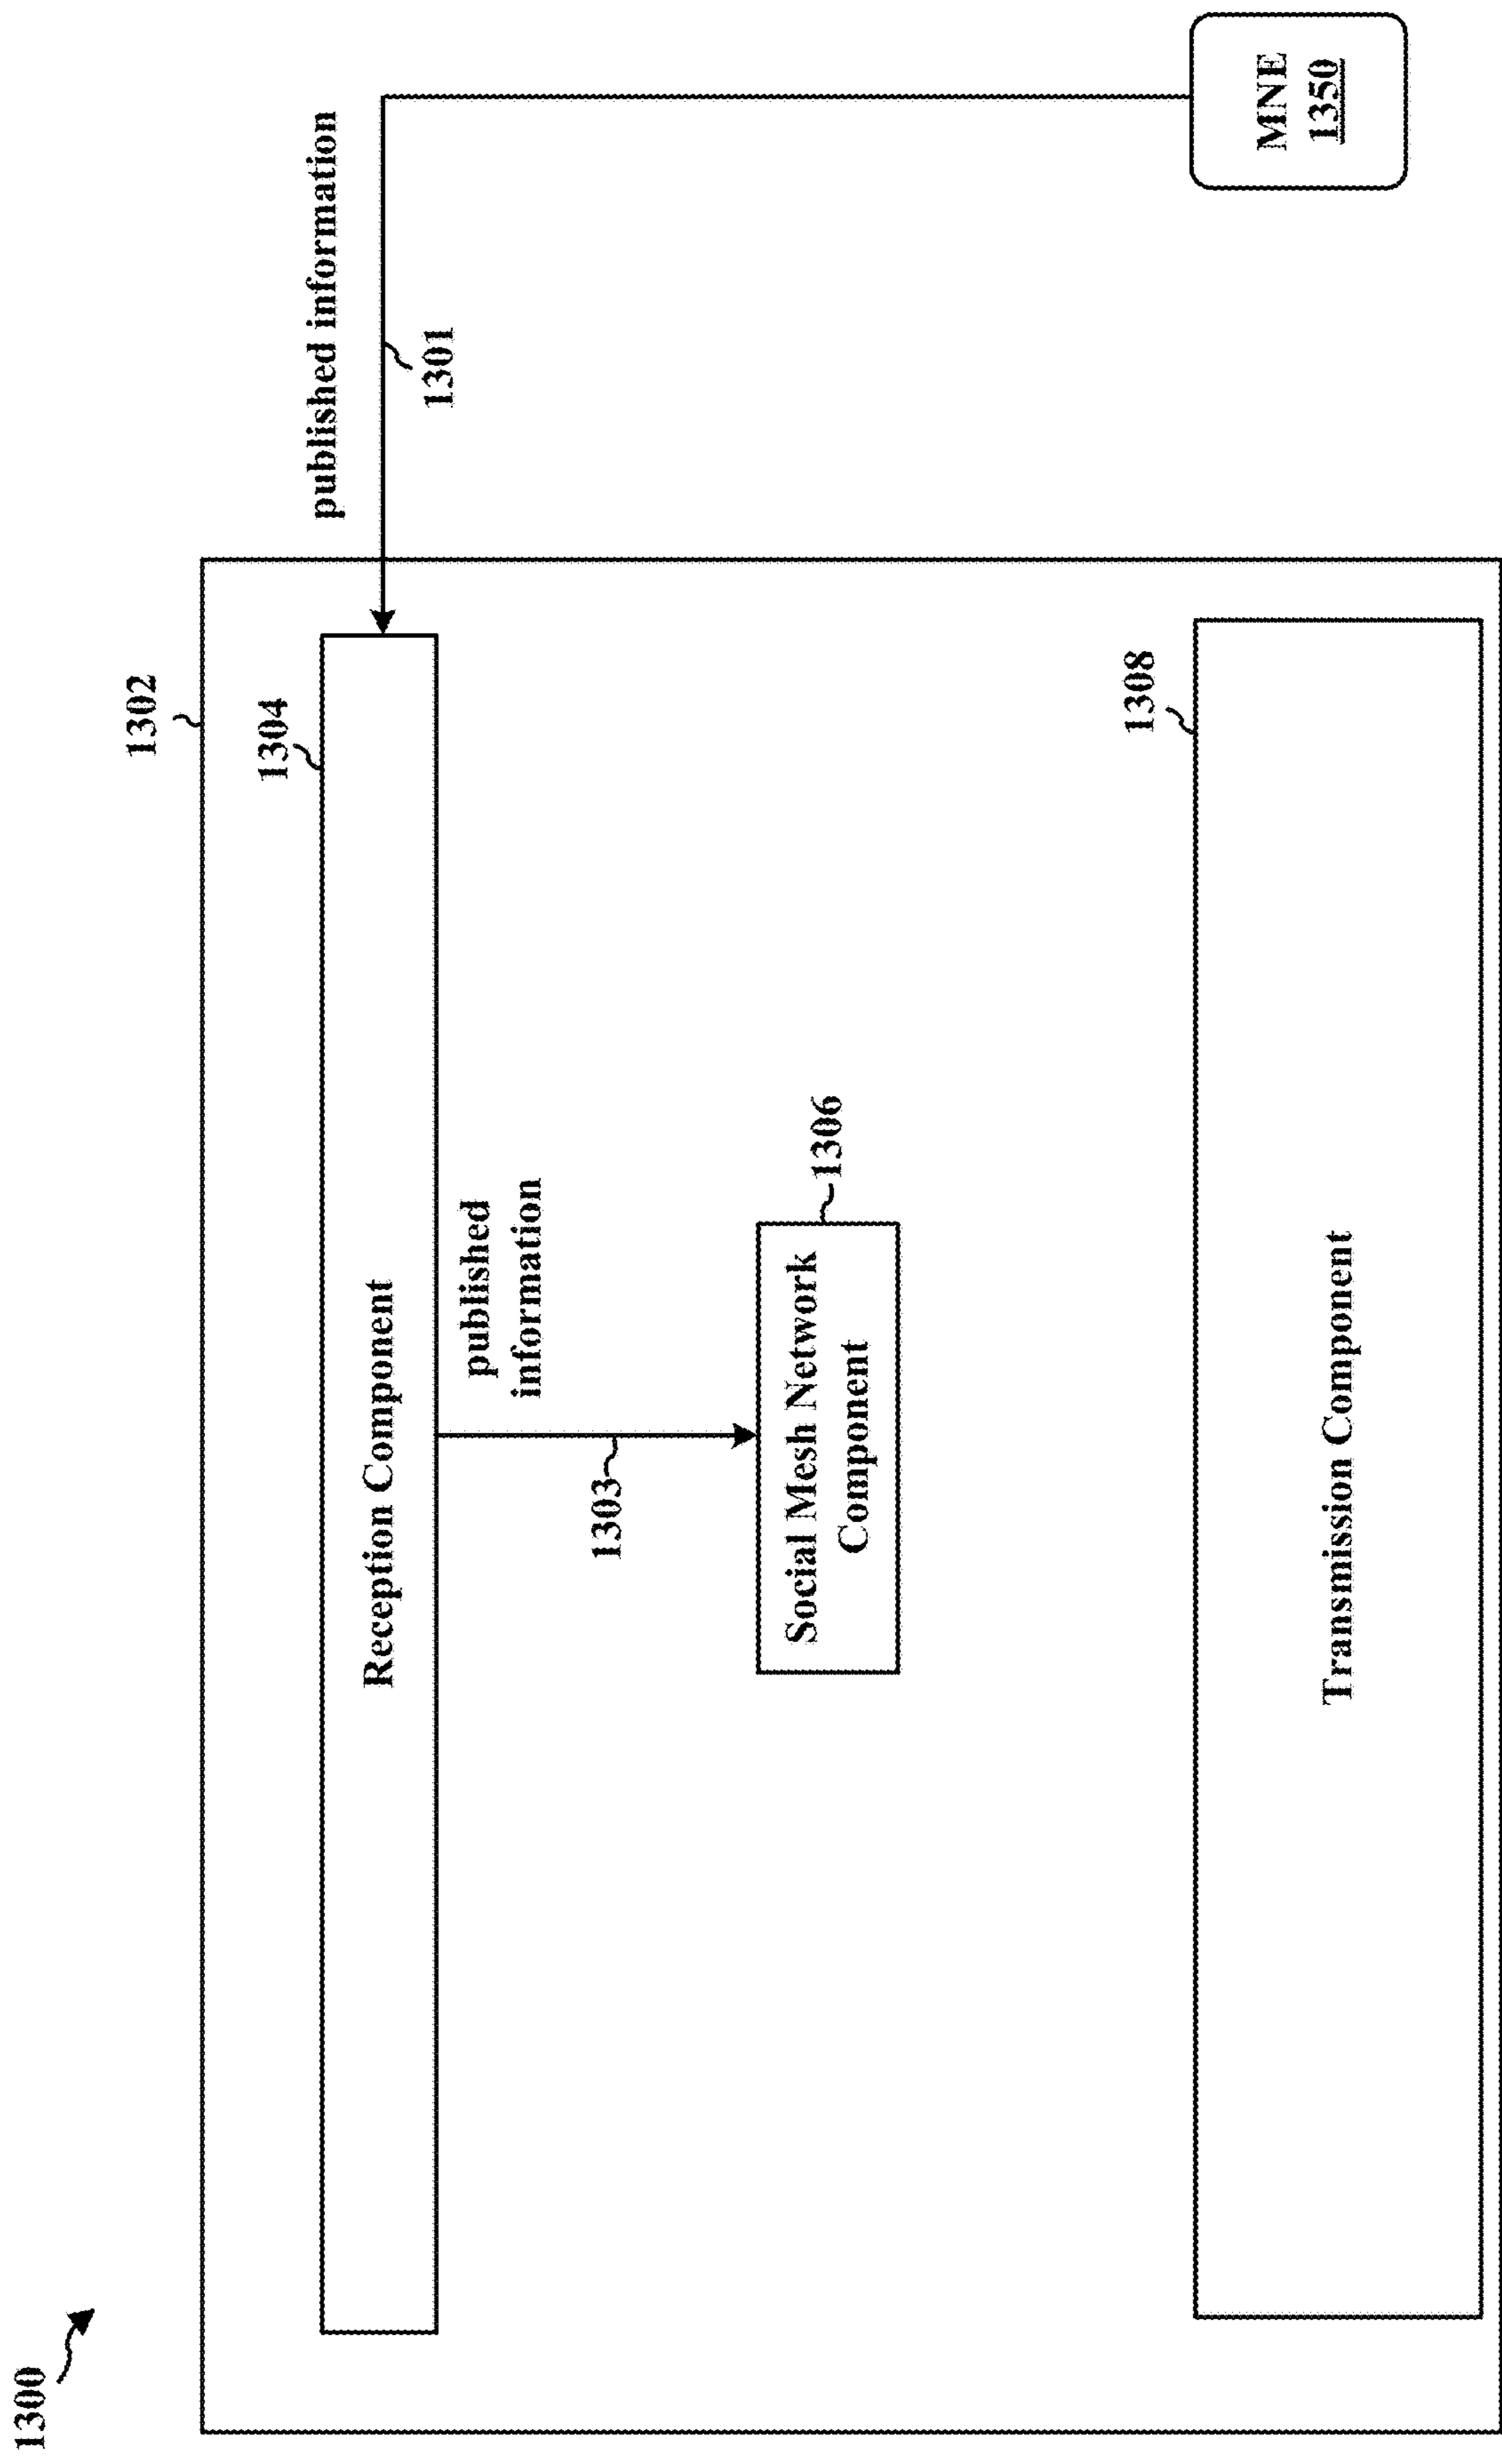 1300
1302
1304
Reception Component
published information
1301
published
information
1303
Social Mesh Network
Component
1306
1308
Transmission Component
MNE
1350